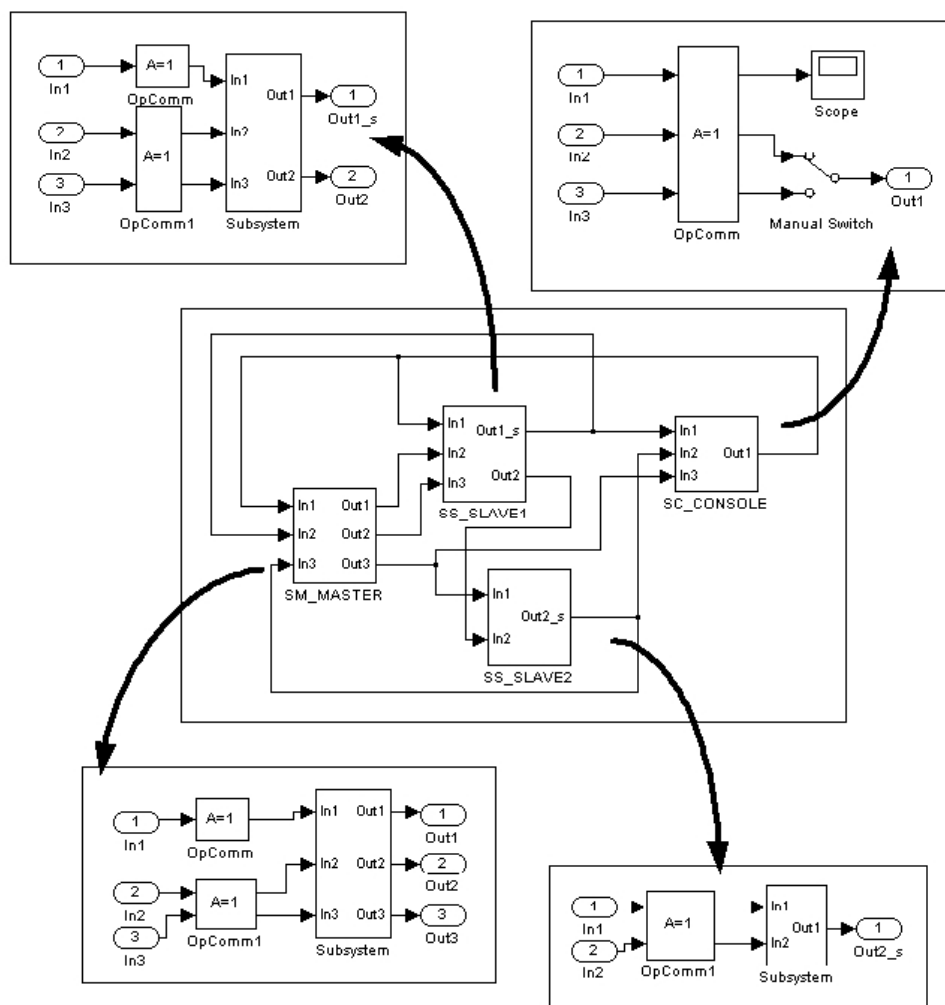 1
In1
A=1
OpComm
2
In2
3
In3
A=1
OpComm1
In1
In2
In3
Out1
Out2
Subsystem
1
Out1_s
2
Out2
1
In1
2
In2
3
In3
A=1
OpComm
Scope
Manual Switch
1
Out1
In1
In2
In3
Out1_s
Out2
SS_SLAVE1
In1
In2
In3
Out1
SC_CONSOLE
In1
In2
In3
Out1
Out2
Out3
SM_MASTER
In1
In2
Out2_s
SS_SLAVE2
1
In1
A=1
OpComm
2
In2
3
In3
A=1
OpComm1
In1
In2
In3
Out1
Out2
Out3
Subsystem
1
Out1
2
Out2
3
Out3
1
In1
2
In2
A=1
OpComm1
In1
In2
Out1
Subsystem
1
Out2_s